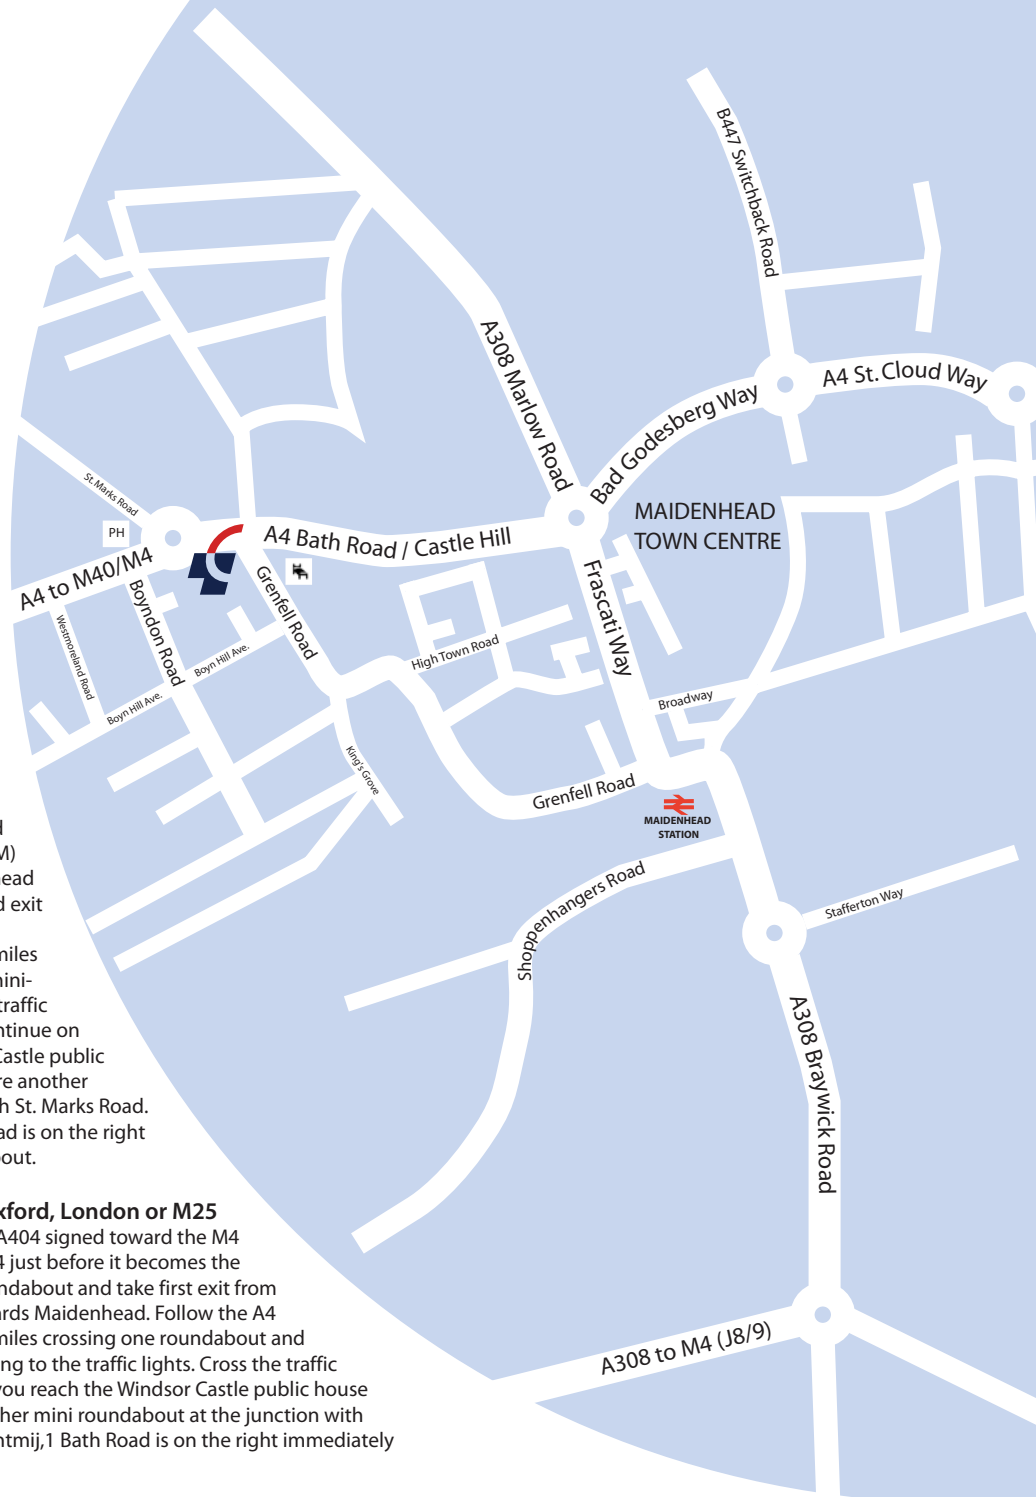 B447 Switchback Road
A308 Marlow Road
A4 St. Cloud Way
Bad Godesberg Way
St. Marks Road
PH
MAIDENHEAD
TOWN CENTRE
A4 Bath Road / Castle Hill
A4 to M40/M4
Boyndon Road
Grenfell Road
Frascati Way
Westmoreland Road
Boyn Hill Ave.
Boyn Hill Ave.
High Town Road
Broadway
King's Grove
Grenfell Road
MAIDENHEAD
STATION
Shoppenhangers Road
Stafferton Way
A308 Braywick Road
A308 to M4 (J8/9)
d
M)
ead
d exit
miles
mini-
traffic
ntinue on
Castle public
re another
h St. Marks Road.
ad is on the right
out.
xford, London or M25
A404 signed toward the M4
4 just before it becomes the
ndabout and take first exit from
ards Maidenhead. Follow the A4
miles crossing one roundabout and
ng to the traffic lights. Cross the traffic
you reach the Windsor Castle public house
ther mini roundabout at the junction with
ntmij,1 Bath Road is on the right immediately